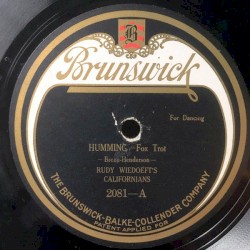 B
Brunswick
For Dancing
HUMMING—Fox Trot
—Breau-Henderson—
RUDY WIEDOEFT'S
CALIFORNIANS
2081—A
THE BRUNSWICK-BALKE-COLLENDER COMPANY
PATENT APPLIED FOR